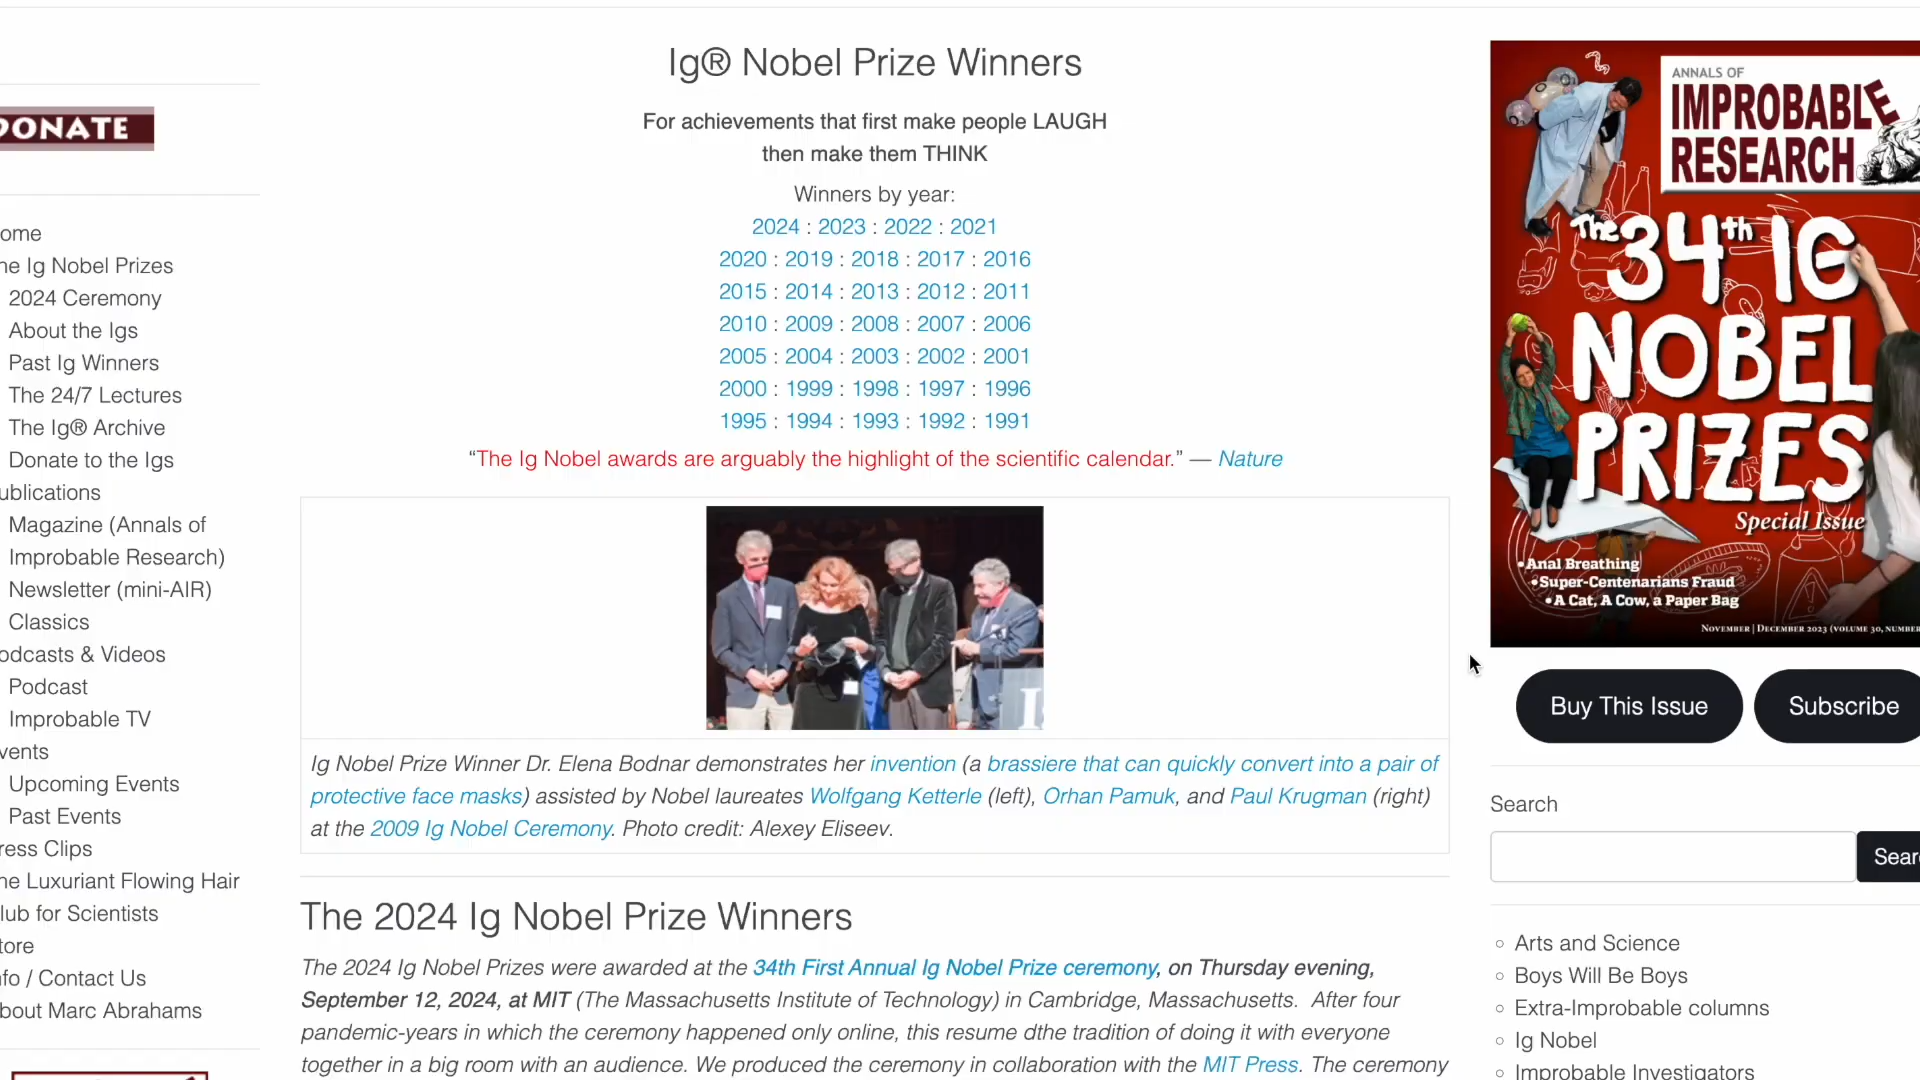 Ig® Nobel Prize Winners
For achievements that first make people LAUGH
then make them THINK
Winners by year:
2024 : 2023 : 2022 : 2021
2020 : 2019 : 2018 : 2017 : 2016
2015 : 2014 : 2013 : 2012 : 2011
2010 : 2009 : 2008 : 2007 : 2006
2005 : 2004 : 2003 : 2002 : 2001
2000 : 1999 : 1998 : 1997 : 1996
1995 : 1994 : 1993 : 1992 : 1991
“The Ig Nobel awards are arguably the highlight of the scientific calendar.” — Nature
Ig Nobel Prize Winner Dr. Elena Bodnar demonstrates her invention (a brassiere that can quickly convert into a pair of
protective face masks) assisted by Nobel laureates Wolfgang Ketterle (left), Orhan Pamuk, and Paul Krugman (right)
at the 2009 Ig Nobel Ceremony. Photo credit: Alexey Eliseev.
The 2024 Ig Nobel Prize Winners
The 2024 Ig Nobel Prizes were awarded at the 34th First Annual Ig Nobel Prize ceremony, on Thursday evening,
September 12, 2024, at MIT (The Massachusetts Institute of Technology) in Cambridge, Massachusetts. After four
pandemic-years in which the ceremony happened only online, this resume dthe tradition of doing it with everyone
together in a big room with an audience. We produced the ceremony in collaboration with the MIT Press. The ceremony
DONATE
ome
he Ig Nobel Prizes
2024 Ceremony
About the Igs
Past Ig Winners
The 24/7 Lectures
The Ig® Archive
Donate to the Igs
ublications
Magazine (Annals of
Improbable Research)
Newsletter (mini-AIR)
Classics
odcasts & Videos
Podcast
Improbable TV
vents
Upcoming Events
Past Events
ress Clips
he Luxuriant Flowing Hair
lub for Scientists
tore
nfo / Contact Us
bout Marc Abrahams
ANNALS OF
IMPROBABLE
RESEARCH
The 34th IG
NOBEL
PRIZES
Special Issue
• Anal Breathing
• Super-Centenarians Fraud
• A Cat, A Cow, a Paper Bag
NOVEMBER | DECEMBER 2023 (VOLUME 30, NUMBER
Buy This Issue
Subscribe
Search
Sear
Arts and Science
Boys Will Be Boys
Extra-Improbable columns
Ig Nobel
Improbable Investigators